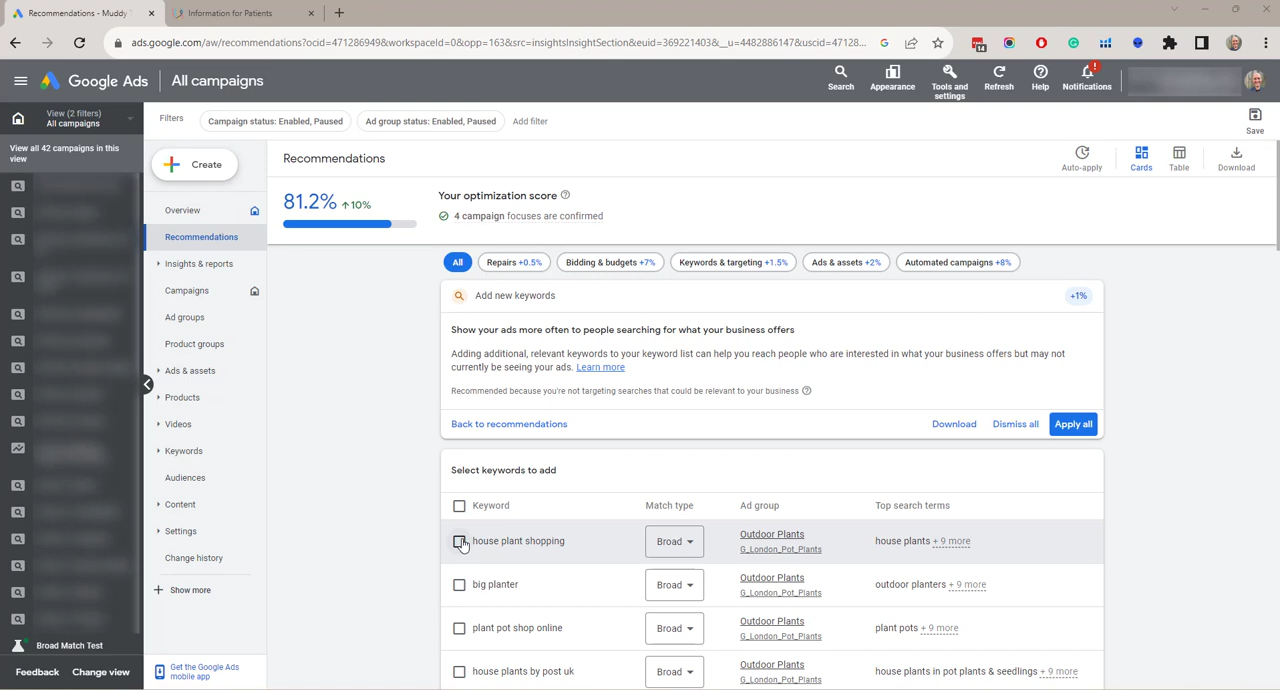 Recommendations - Muddy T
Information for Patients
ads.google.com/aw/recommendations?ocid=471286949&workspaceId=0&opp=163&src=insightsInsightSection&euid=369221403&__u=4482886147&uscid=47128...
14
Google Ads
All campaigns
Search
Appearance
Tools and settings
Refresh
Help
!
Notifications
View (2 filters)
All campaigns
Filters
Campaign status: Enabled, Paused
Ad group status: Enabled, Paused
Add filter
Save
View all 42 campaigns in this
view
Create
Recommendations
Auto-apply
Cards
Table
Download
81.2% ↑10%
Your optimization score
4 campaign focuses are confirmed
Overview
Recommendations
Insights & reports
Campaigns
Ad groups
Product groups
Ads & assets
Products
Videos
Keywords
Audiences
Content
Settings
Change history
Show more
Get the Google Ads
mobile app
Broad Match Test
Feedback
Change view
All
Repairs +0.5%
Bidding & budgets +7%
Keywords & targeting +1.5%
Ads & assets +2%
Automated campaigns +8%
Add new keywords
+1%
Show your ads more often to people searching for what your business offers
Adding additional, relevant keywords to your keyword list can help you reach people who are interested in what your business offers but may not
currently be seeing your ads. Learn more
Recommended because you're not targeting searches that could be relevant to your business
Back to recommendations
Download
Dismiss all
Apply all
Select keywords to add
Keyword
Match type
Ad group
Top search terms
house plant shopping
Broad
Outdoor Plants
G_London_Pot_Plants
house plants + 9 more
big planter
Broad
Outdoor Plants
G_London_Pot_Plants
outdoor planters + 9 more
plant pot shop online
Broad
Outdoor Plants
G_London_Pot_Plants
plant pots + 9 more
house plants by post uk
Broad
Outdoor Plants
G_London_Pot_Plants
house plants in pot plants & seedlings + 9 more